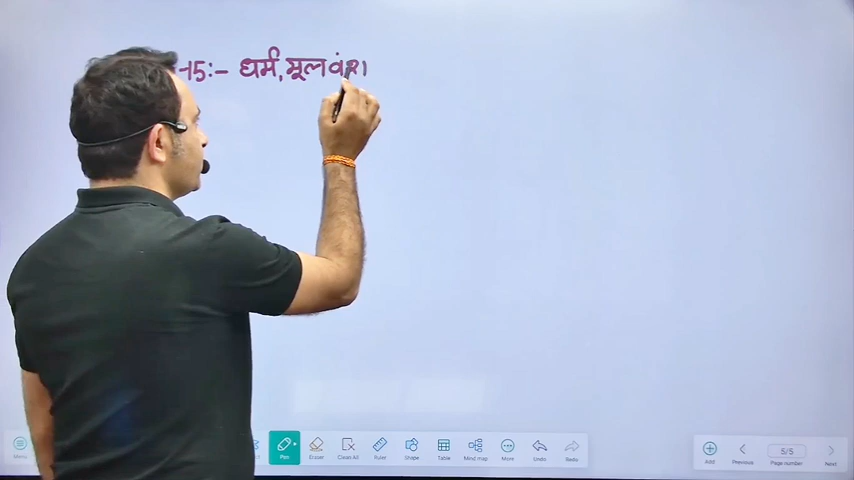 -15:- धर्म, मूलवंश
Menu
Pen
Eraser
Clean All
Ruler
Shape
Table
Mind map
More
Undo
Redo
Add
Previous
5/5
Page number
Next